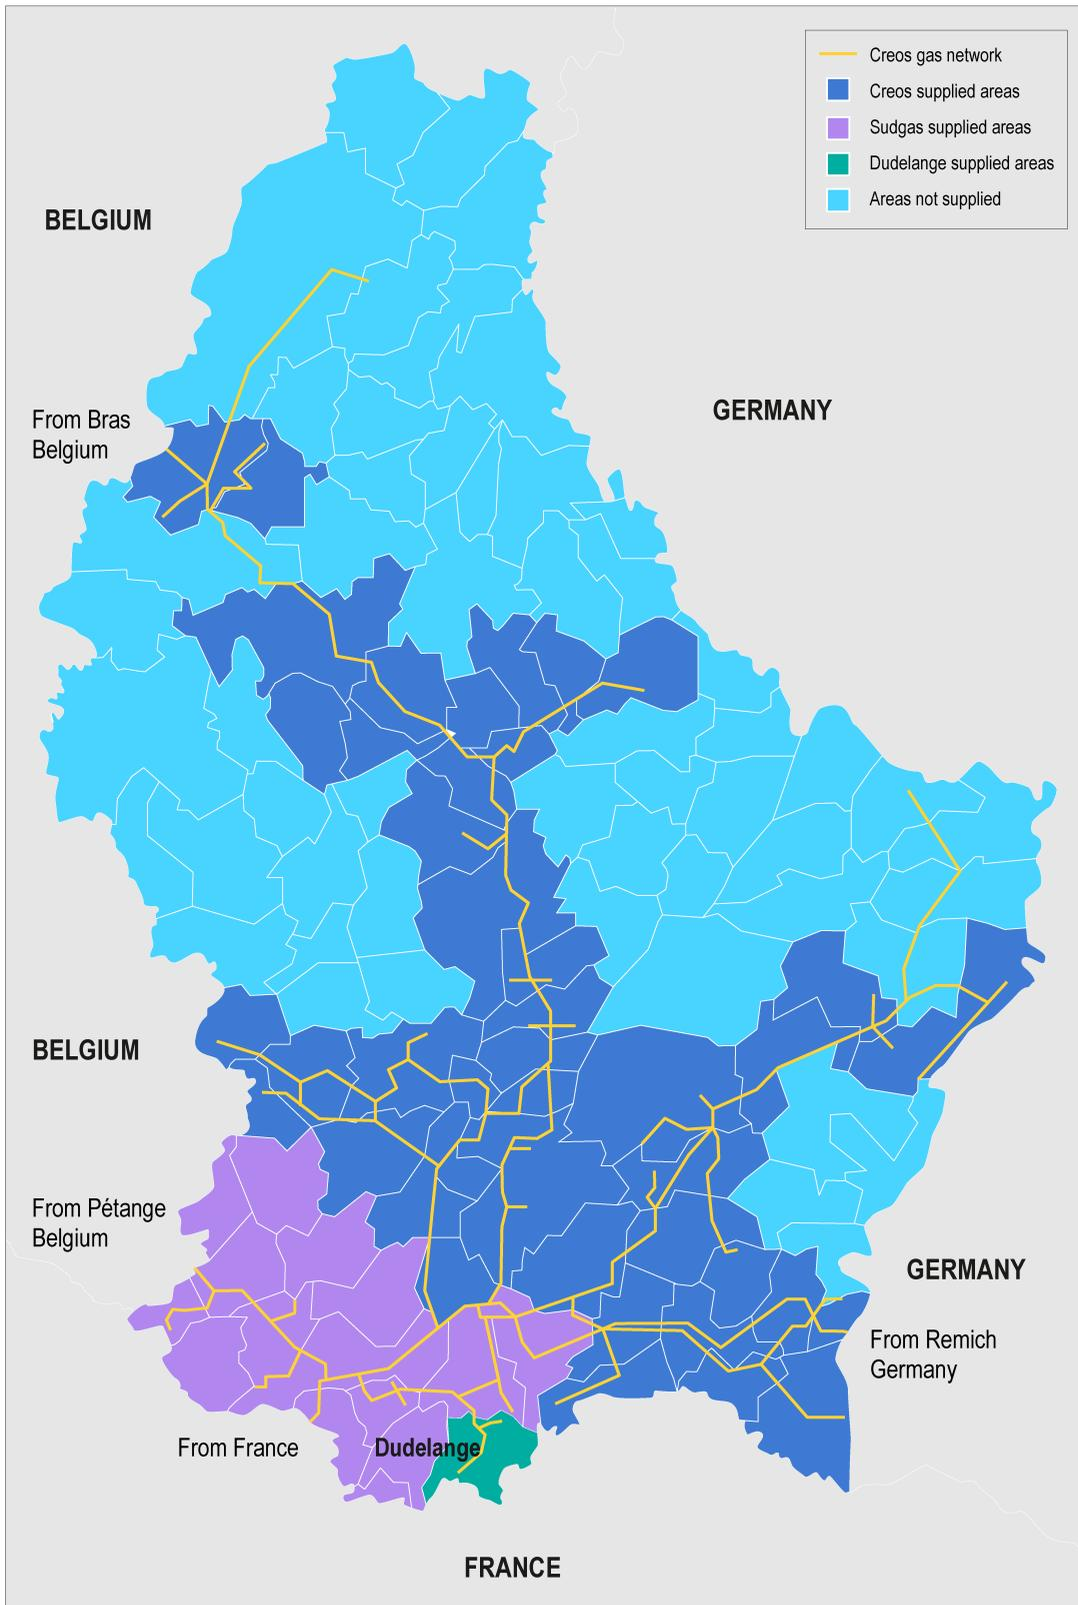 Creos gas network
Creos supplied areas
Sudgas supplied areas
Dudelange supplied areas
Areas not supplied
BELGIUM
GERMANY
From Bras
Belgium
BELGIUM
From Pétange
Belgium
GERMANY
From Remich
Germany
From France
Dudelange
FRANCE